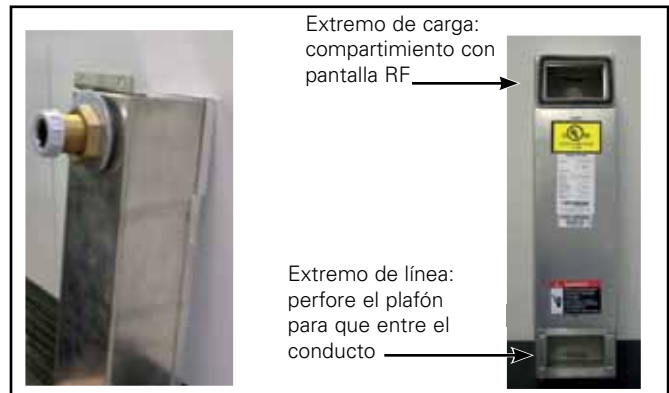 Extremo de carga:
compartimiento con
pantalla RF
Extremo de línea:
perfore el plafón
para que entre el
conducto